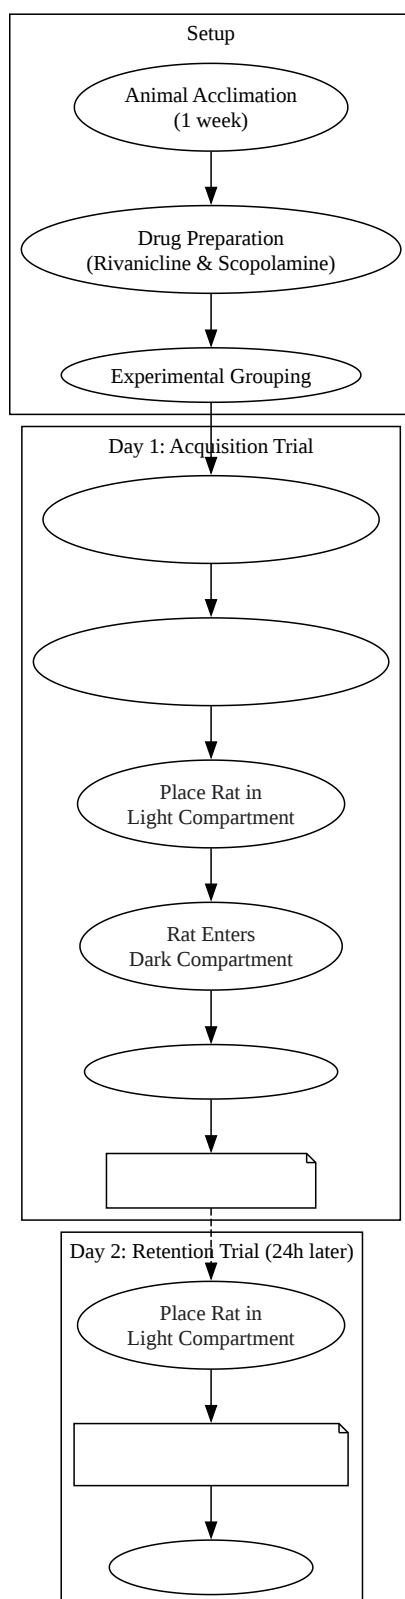 Setup
Animal Acclimation
(1 week)
Drug Preparation
(Rivanicline & Scopolamine)
Experimental Grouping
Day 1: Acquisition Trial
Place Rat in
Light Compartment
Rat Enters
Dark Compartment
Day 2: Retention Trial (24h later)
Place Rat in
Light Compartment